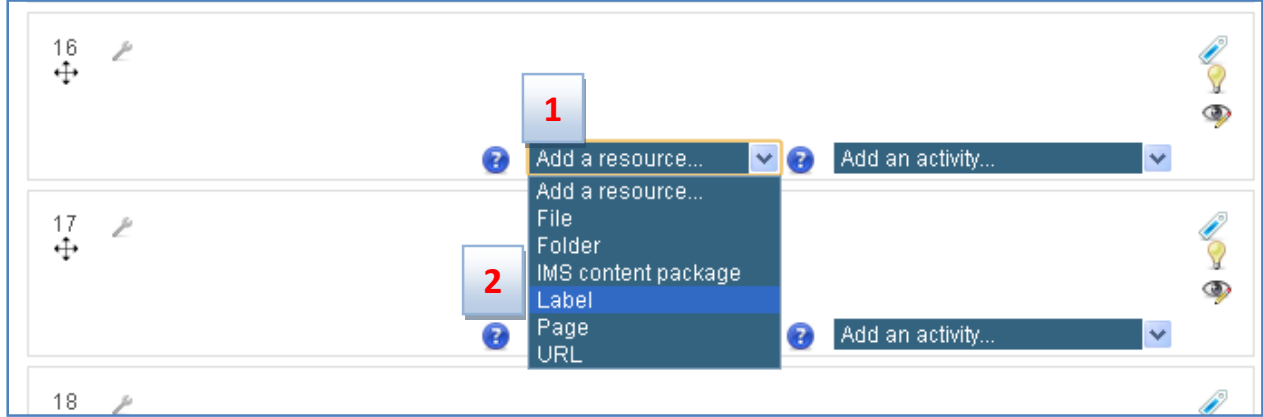 16
1
Add a resource...
Add an activity...
Add a resource...
File
Folder
IMS content package
Label
Page
URL
17
2
Add an activity...
18